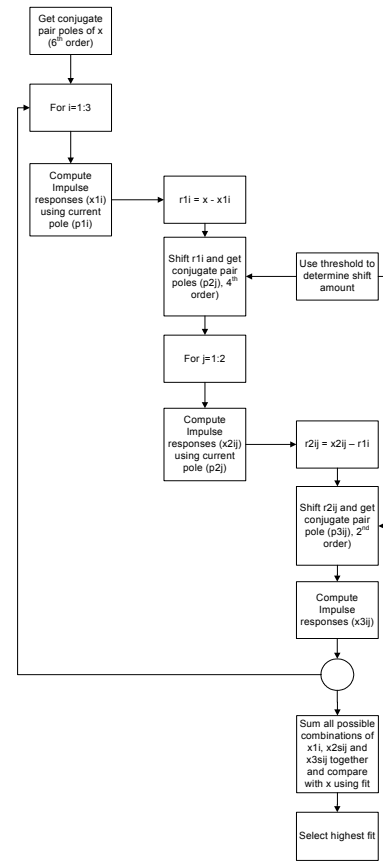 Get conjugate
pair poles of x
(6th order)
For i=1:3
Compute
Impulse
responses (x1i)
using current
pole (p1i)
r1i = x - x1i
Shift r1i and get
conjugate pair
poles (p2j), 4th
order)
Use threshold to
determine shift
amount
For j=1:2
Compute
Impulse
responses (x2ij)
using current
pole (p2j)
r2ij = x2ij – r1i
Shift r2ij and get
conjugate pair
pole (p3ij), 2nd
order)
Compute
Impulse
responses (x3ij)
Sum all possible
combinations of
x1i, x2sij and
x3sij together
and compare
with x using fit
Select highest fit